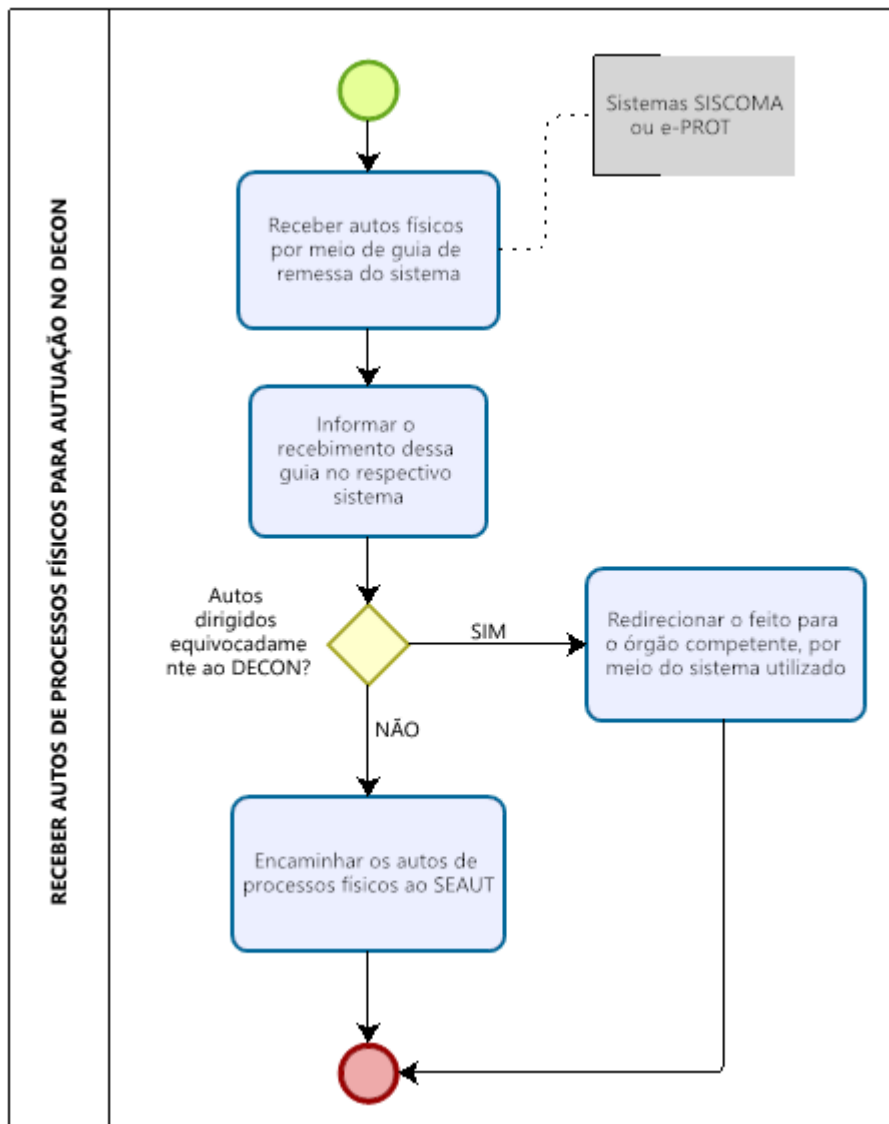 RECEBER AUTOS DE PROCESSOS FÍSICOS PARA AUTUAÇÃO NO DECON
Sistemas SISCOMA
ou e-PROT
Receber autos físicos
por meio de guia de
remessa do sistema
Informar o
recebimento dessa
guia no respectivo
sistema
Autos
dirigidos
equivocadame
nte ao DECON?
SIM
Redirecionar o feito para
o órgão competente, por
meio do sistema utilizado
NÃO
Encaminhar os autos de
processos físicos ao SEAUT